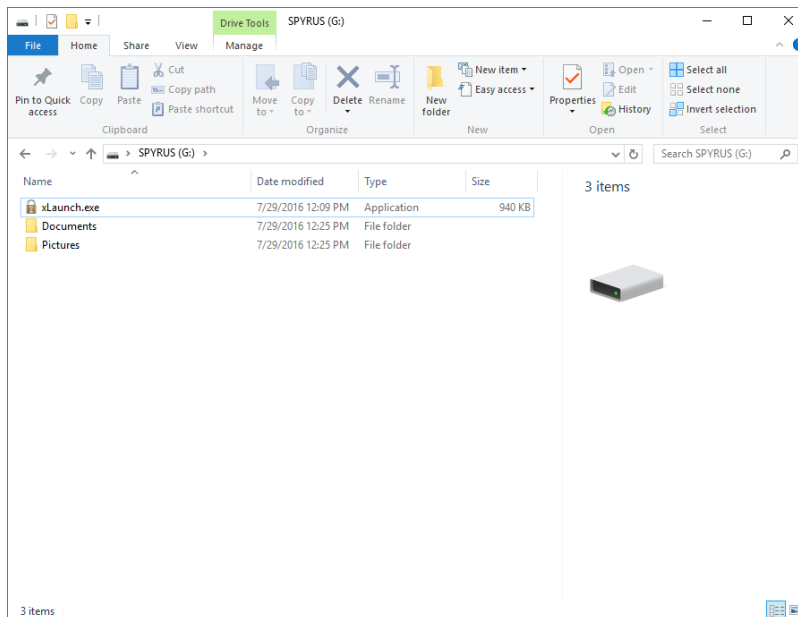 Drive Tools SPYRUS (G:)
File Home Share View Manage
Pin to Quick access
Copy
Paste
Cut
Copy path
Paste shortcut
Clipboard
Move to
Copy to
Delete
Rename
Organize
New folder
New item
Easy access
New
Properties
Open
Edit
History
Open
Select all
Select none
Invert selection
Select
SPYRUS (G:)
Search SPYRUS (G:)
Name Date modified Type Size
xLaunch.exe 7/29/2016 12:09 PM Application 940 KB
Documents 7/29/2016 12:25 PM File folder
Pictures 7/29/2016 12:25 PM File folder
3 items
3 items